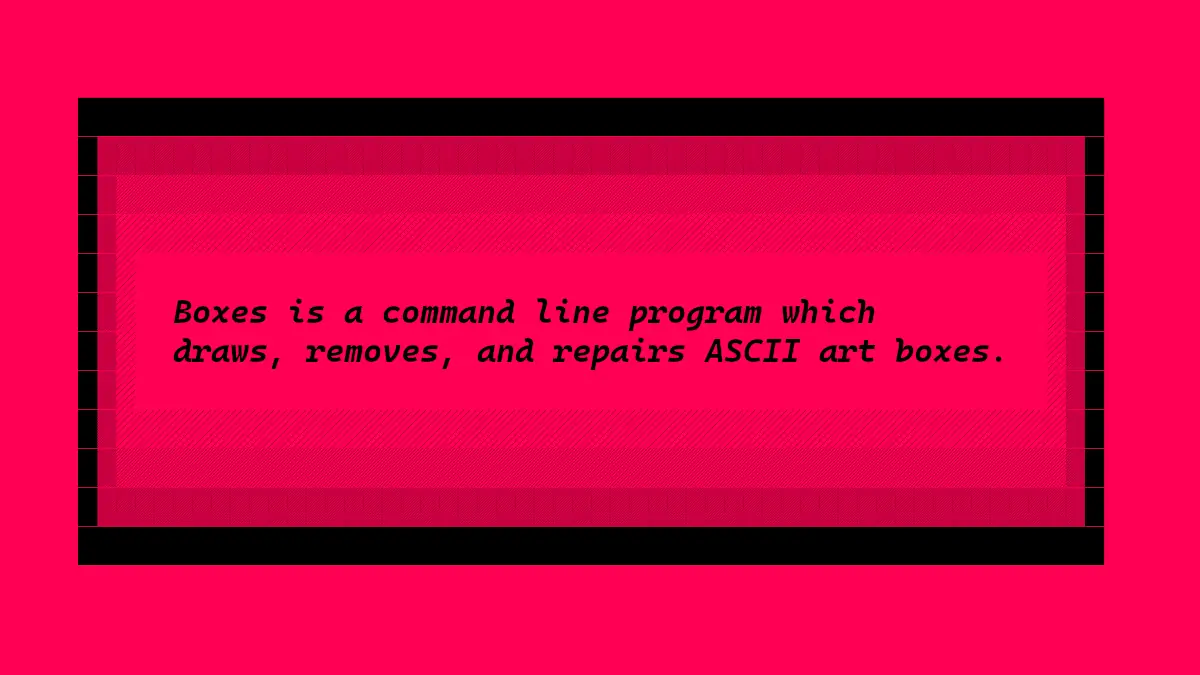 Boxes is a command line program which
draws, removes, and repairs ASCII art boxes.